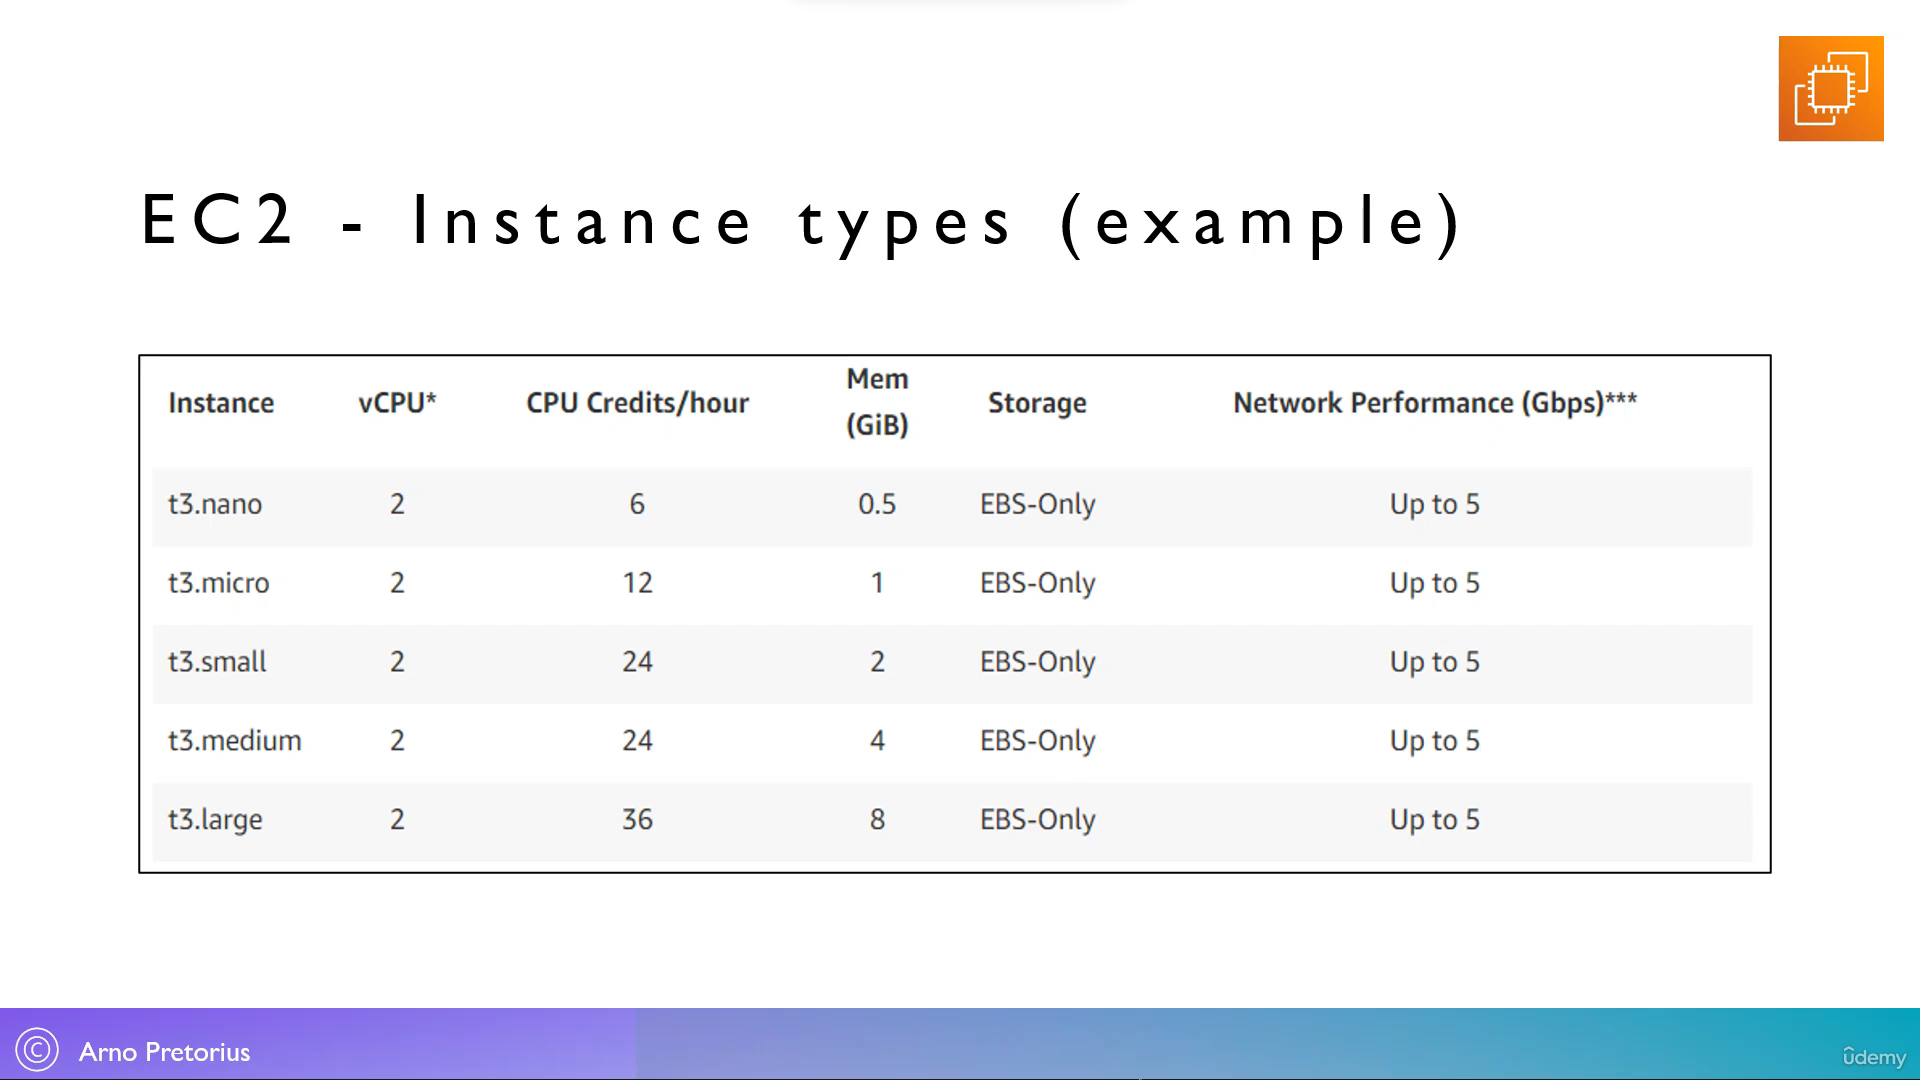 EC2 - Instance types (example)
Instance vCPU* CPU Credits/hour Mem (GiB) Storage Network Performance (Gbps)***
t3.nano 2 6 0.5 EBS-Only Up to 5
t3.micro 2 12 1 EBS-Only Up to 5
t3.small 2 24 2 EBS-Only Up to 5
t3.medium 2 24 4 EBS-Only Up to 5
t3.large 2 36 8 EBS-Only Up to 5
© Arno Pretorius
ûdemy